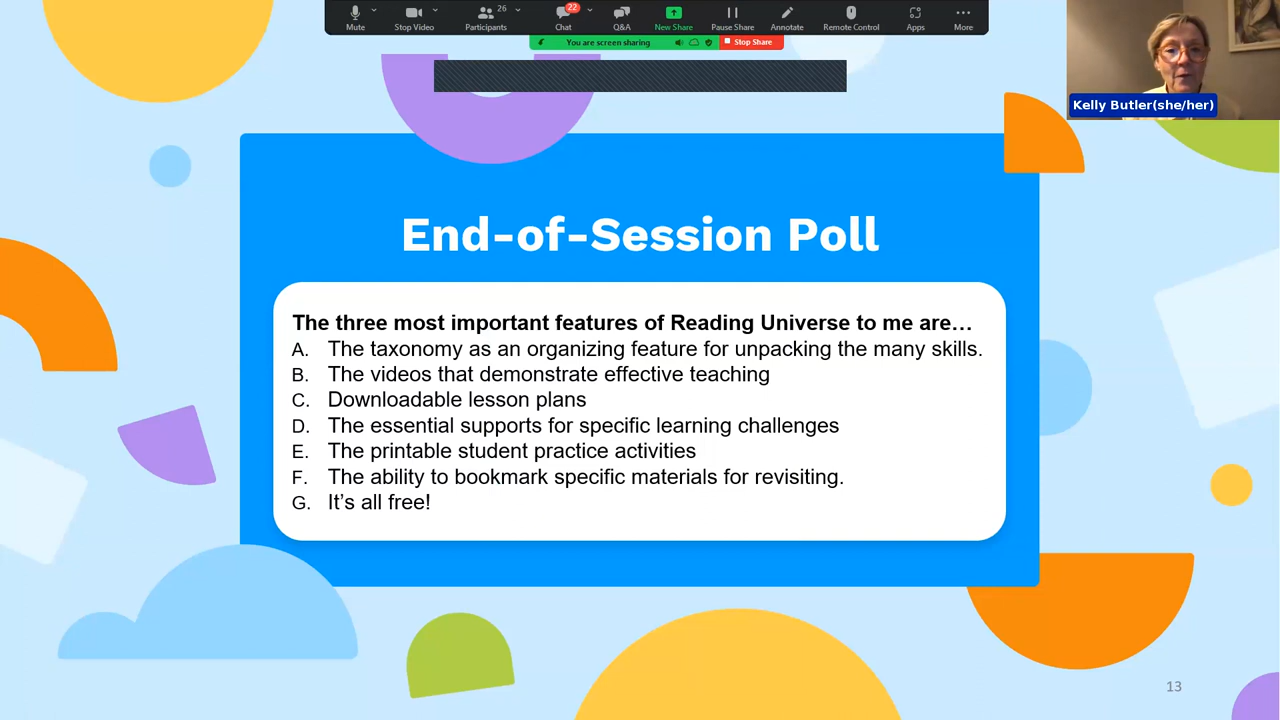 Mute
Stop Video
Participants
26
Chat
22
Q&A
New Share
Pause Share
Annotate
Remote Control
Apps
More
You are screen sharing
Stop Share
Kelly Butler(she/her)
End-of-Session Poll
The three most important features of Reading Universe to me are…
A. The taxonomy as an organizing feature for unpacking the many skills.
B. The videos that demonstrate effective teaching
C. Downloadable lesson plans
D. The essential supports for specific learning challenges
E. The printable student practice activities
F. The ability to bookmark specific materials for revisiting.
G. It’s all free!
13